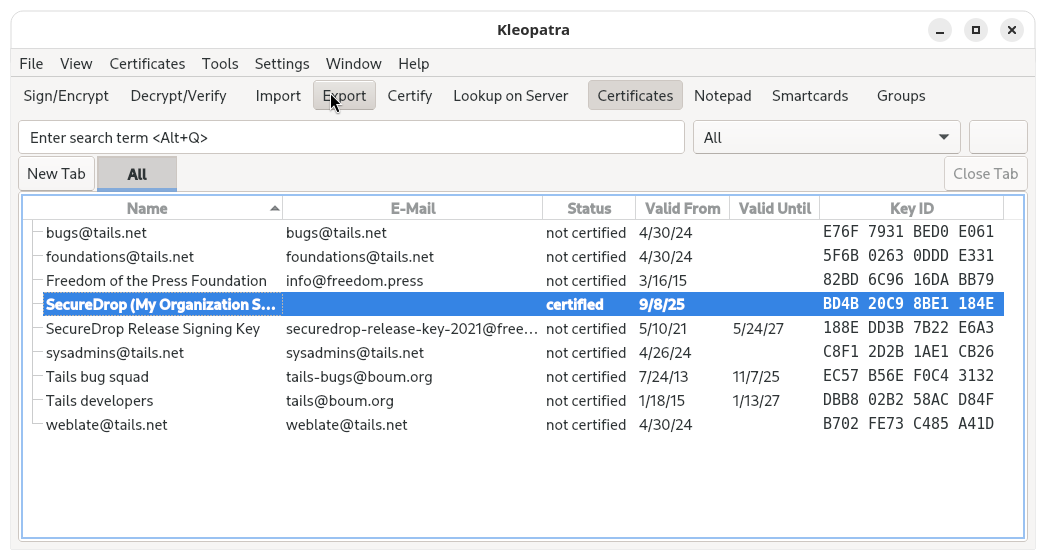 Kleopatra
File View Certificates Tools Settings Window Help
Sign/Encrypt Decrypt/Verify Import Export Certify Lookup on Server Certificates Notepad Smartcards Groups
Enter search term <Alt+Q> All
New Tab All Close Tab
Name E-Mail Status Valid From Valid Until Key ID
bugs@tails.net bugs@tails.net not certified 4/30/24 E76F 7931 BED0 E061
foundations@tails.net foundations@tails.net not certified 4/30/24 5F6B 0263 0DDD E331
Freedom of the Press Foundation info@freedom.press not certified 3/16/15 82BD 6C96 16DA BB79
SecureDrop (My Organization S... certified 9/8/25 BD4B 20C9 8BE1 184E
SecureDrop Release Signing Key securedrop-release-key-2021@free... not certified 5/10/21 5/24/27 188E DD3B 7B22 E6A3
sysadmins@tails.net sysadmins@tails.net not certified 4/26/24 C8F1 2D2B 1AE1 CB26
Tails bug squad tails-bugs@boum.org not certified 7/24/13 11/7/25 EC57 B56E F0C4 3132
Tails developers tails@boum.org not certified 1/18/15 1/13/27 DBB8 02B2 58AC D84F
weblate@tails.net weblate@tails.net not certified 4/30/24 B702 FE73 C485 A41D